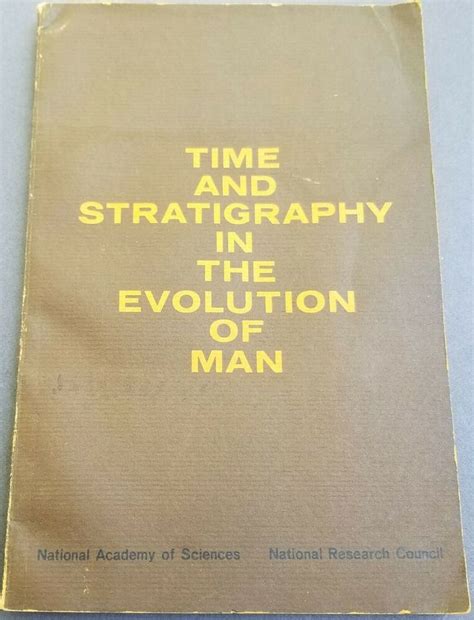 TIME
AND
STRATIGRAPHY
IN
THE
EVOLUTION
OF
MAN
National Academy of Sciences National Research Council